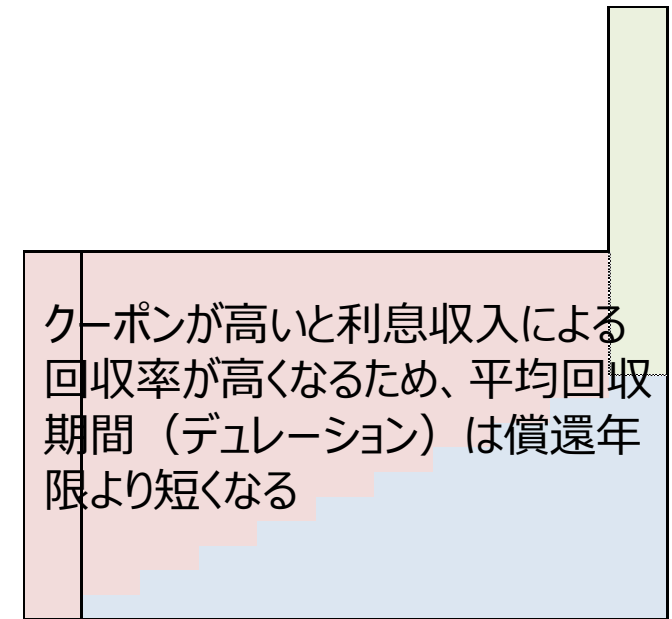 クーポンが高いと利息収入による
回収率が高くなるため、平均回収
期間（デュレーション）は償還年
限より短くなる